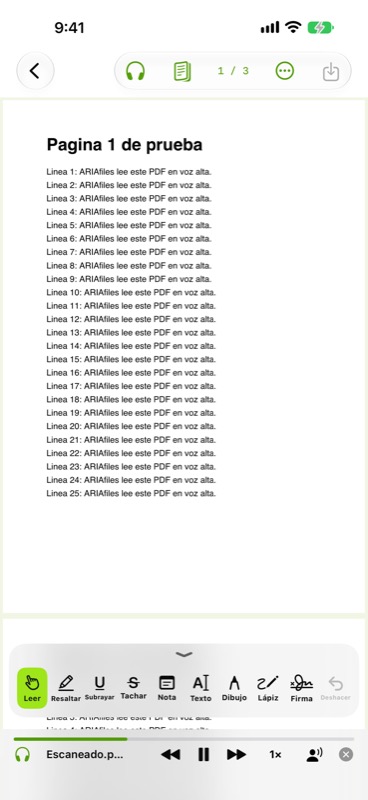 9:41
1 / 3
Pagina 1 de prueba
Linea 1: ARIAfiles lee este PDF en voz alta.
Linea 2: ARIAfiles lee este PDF en voz alta.
Linea 3: ARIAfiles lee este PDF en voz alta.
Linea 4: ARIAfiles lee este PDF en voz alta.
Linea 5: ARIAfiles lee este PDF en voz alta.
Linea 6: ARIAfiles lee este PDF en voz alta.
Linea 7: ARIAfiles lee este PDF en voz alta.
Linea 8: ARIAfiles lee este PDF en voz alta.
Linea 9: ARIAfiles lee este PDF en voz alta.
Linea 10: ARIAfiles lee este PDF en voz alta.
Linea 11: ARIAfiles lee este PDF en voz alta.
Linea 12: ARIAfiles lee este PDF en voz alta.
Linea 13: ARIAfiles lee este PDF en voz alta.
Linea 14: ARIAfiles lee este PDF en voz alta.
Linea 15: ARIAfiles lee este PDF en voz alta.
Linea 16: ARIAfiles lee este PDF en voz alta.
Linea 17: ARIAfiles lee este PDF en voz alta.
Linea 18: ARIAfiles lee este PDF en voz alta.
Linea 19: ARIAfiles lee este PDF en voz alta.
Linea 20: ARIAfiles lee este PDF en voz alta.
Linea 21: ARIAfiles lee este PDF en voz alta.
Linea 22: ARIAfiles lee este PDF en voz alta.
Linea 23: ARIAfiles lee este PDF en voz alta.
Linea 24: ARIAfiles lee este PDF en voz alta.
Linea 25: ARIAfiles lee este PDF en voz alta.
Leer Resaltar Subrayar Tachar Nota Texto Dibujo Lápiz Firma Deshacer
Escaneado.p... 1×